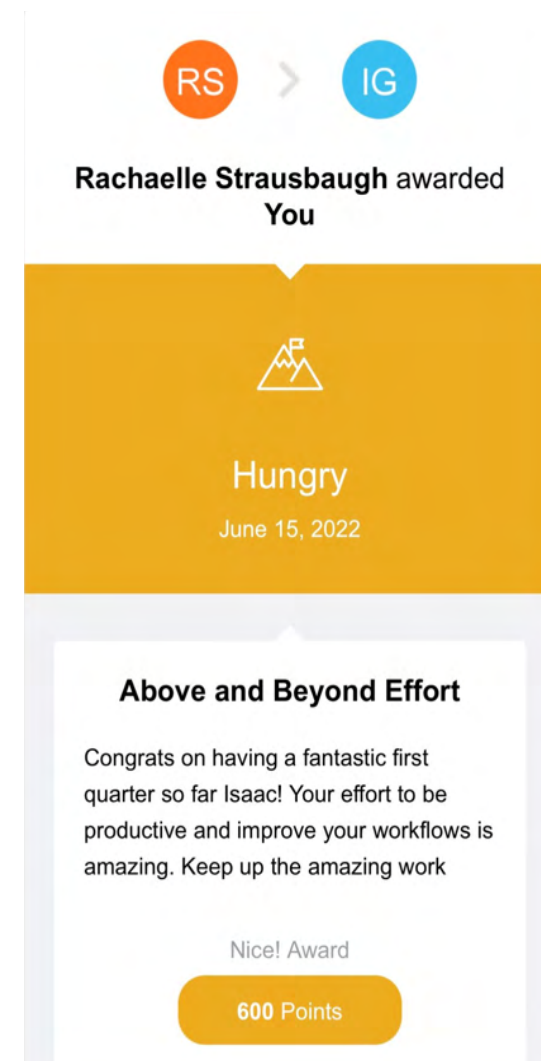 RS > IG
Rachaelle Strausbaugh awarded
You
Hungry
June 15, 2022
Above and Beyond Effort
Congrats on having a fantastic first
quarter so far Isaac! Your effort to be
productive and improve your workflows is
amazing. Keep up the amazing work
Nice! Award
600 Points